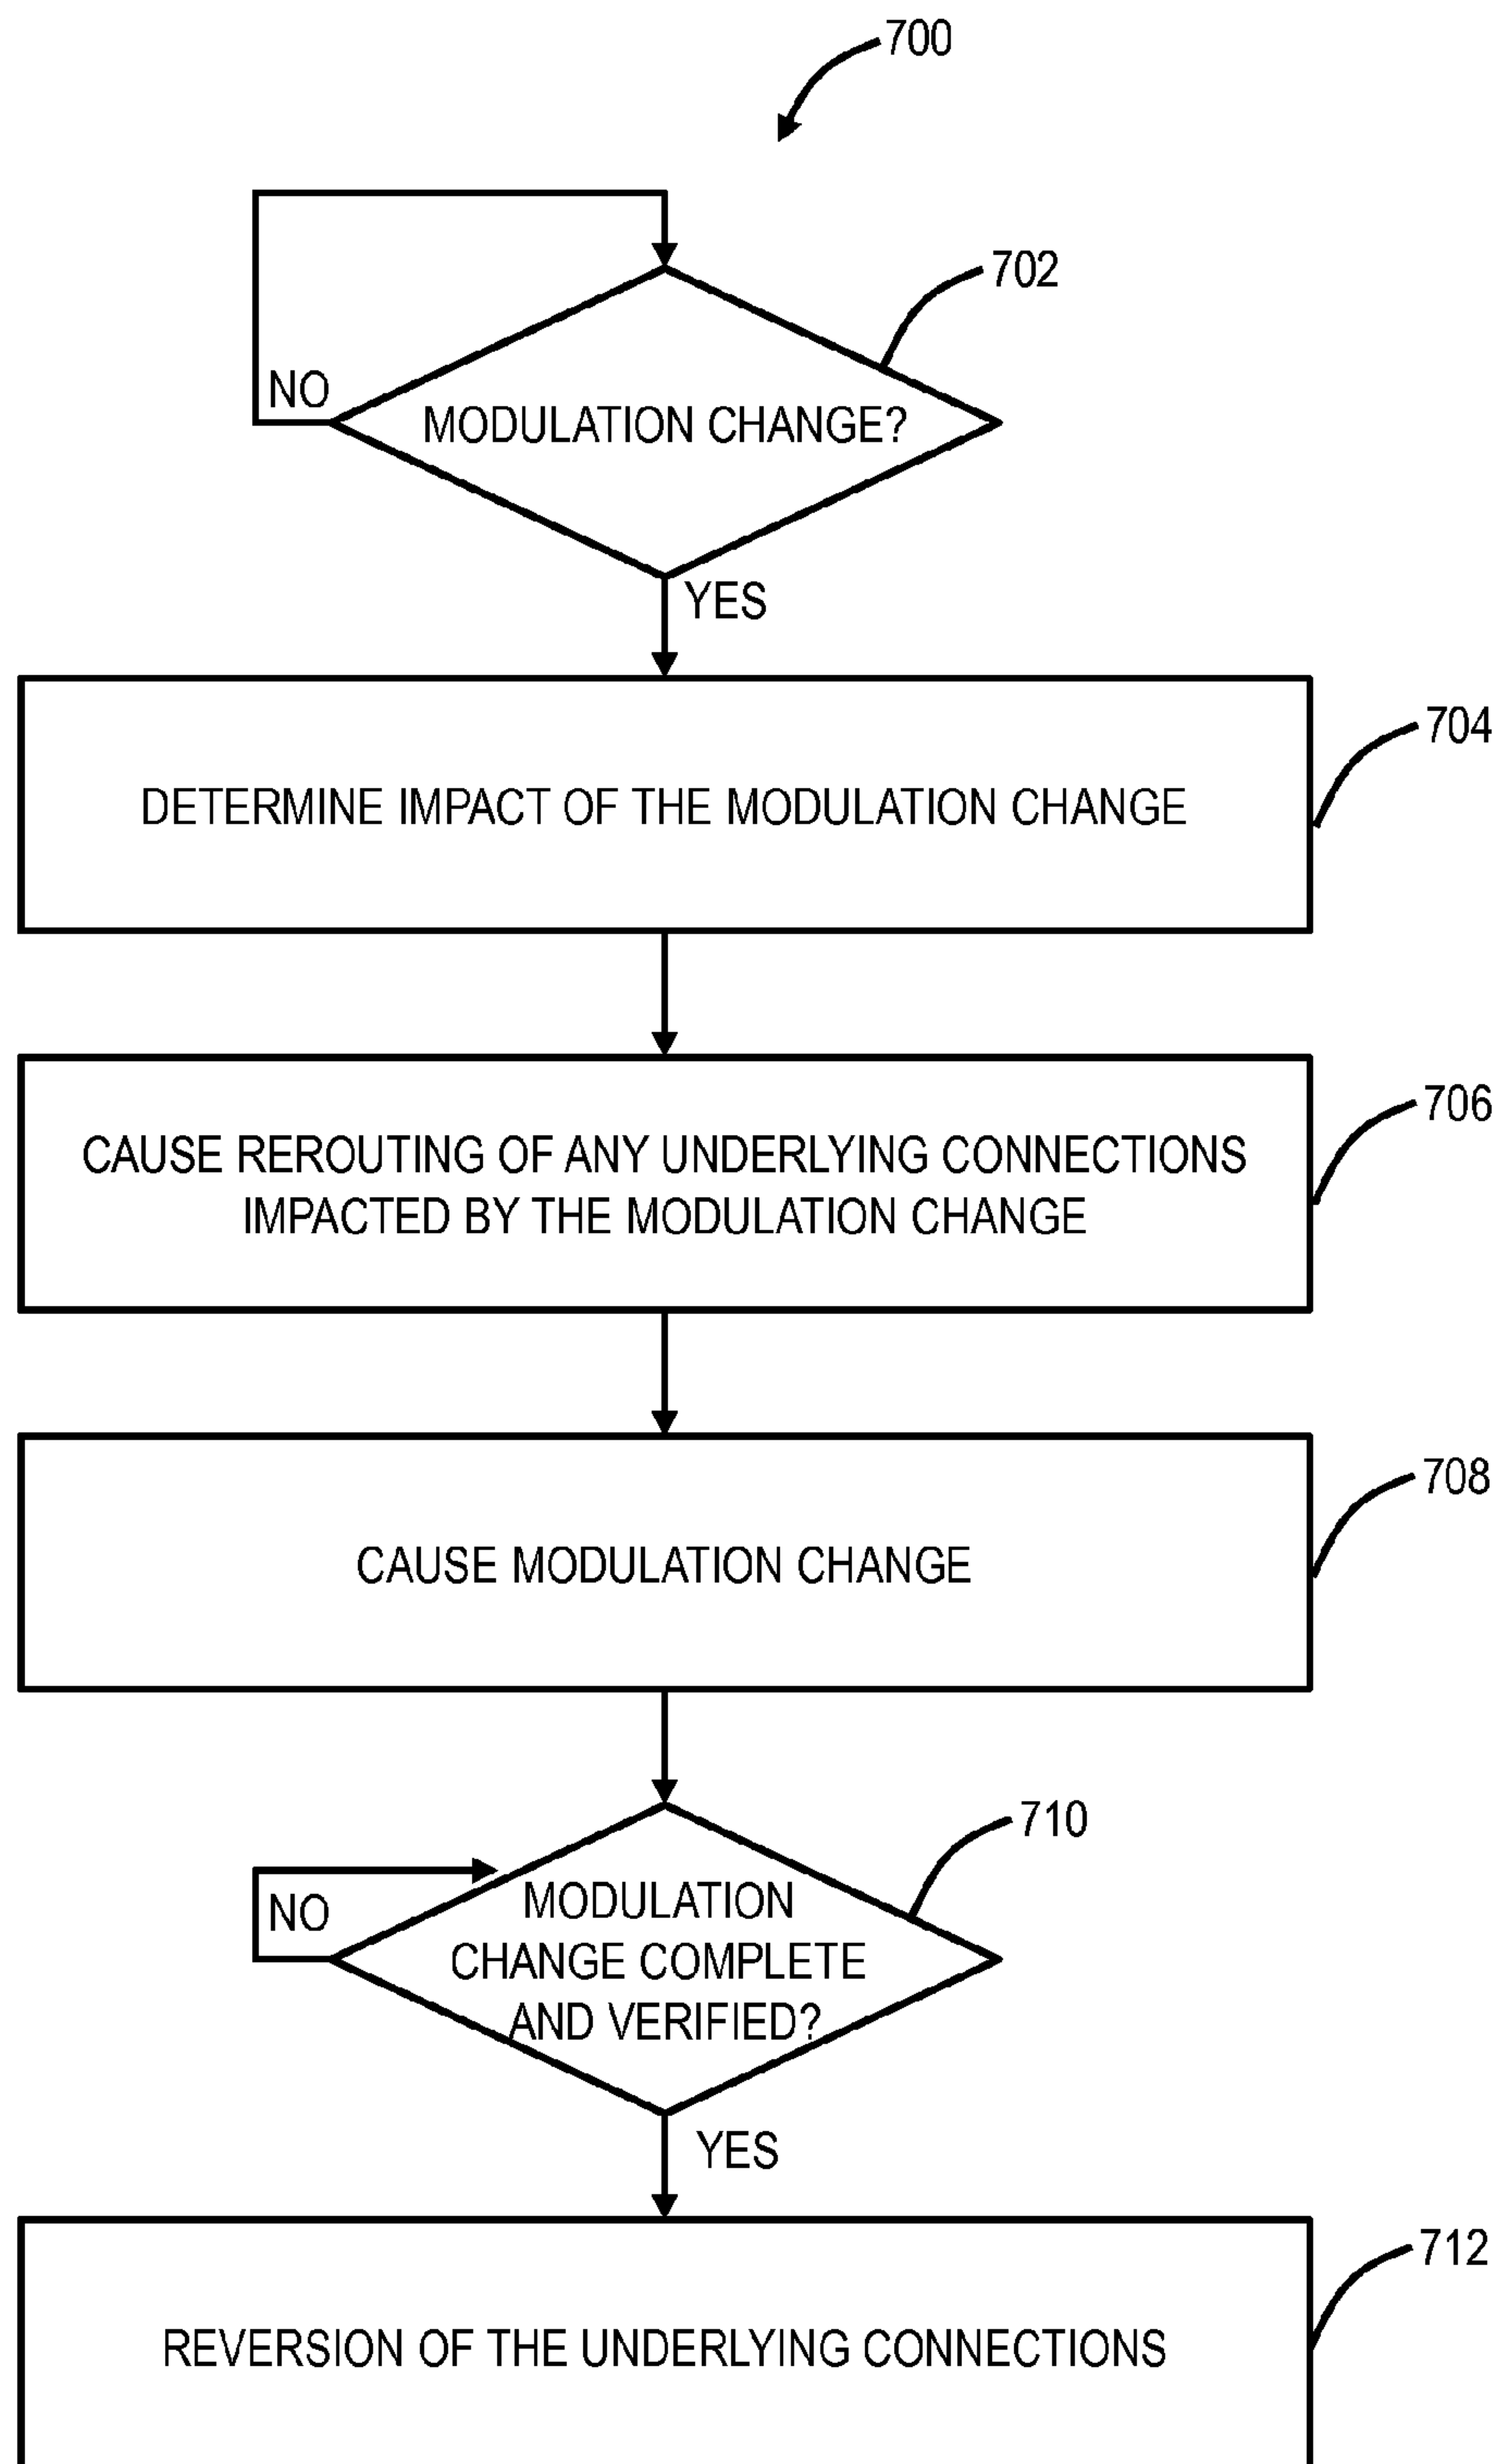 700
702
NO
MODULATION CHANGE?
YES
704
DETERMINE IMPACT OF THE MODULATION CHANGE
706
CAUSE REROUTING OF ANY UNDERLYING CONNECTIONS
IMPACTED BY THE MODULATION CHANGE
708
CAUSE MODULATION CHANGE
710
NO
MODULATION
CHANGE COMPLETE
AND VERIFIED?
YES
712
REVERSION OF THE UNDERLYING CONNECTIONS